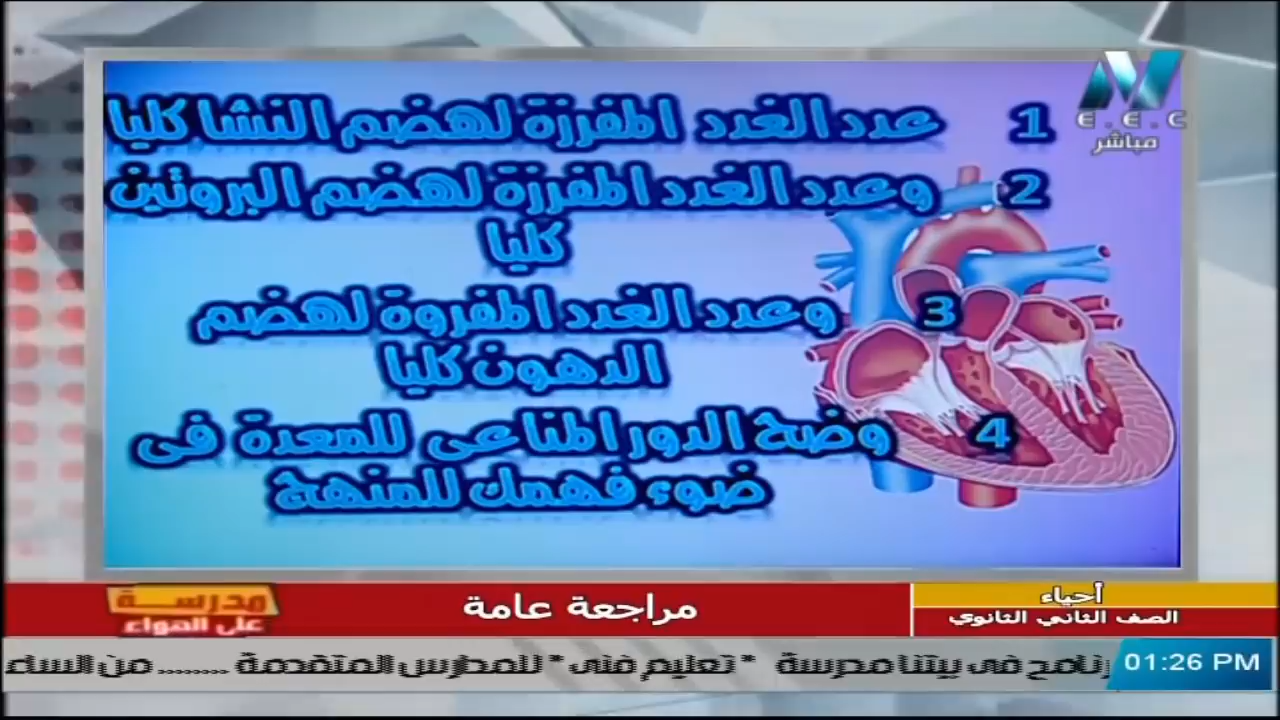 E.E.C
مباشر
1 عدد الغدد المفرزة لهضم النشا كليا
2 وعدد الغدد المفرزة لهضم البروتين
كليا
3 وعدد الغدد المفروة لهضم
الدهون كليا
4 وضح الدور المناعى للمعدة فى
ضوء فهمك للمنهج
أحياء
الصف الثاني الثانوي
مراجعة عامة
مدرسة
على الهواء
01:26 PM
رنامج فى بيتنا مدرسة * تعليم فنى * للمدارس المتقدمة ........ من الساعـ